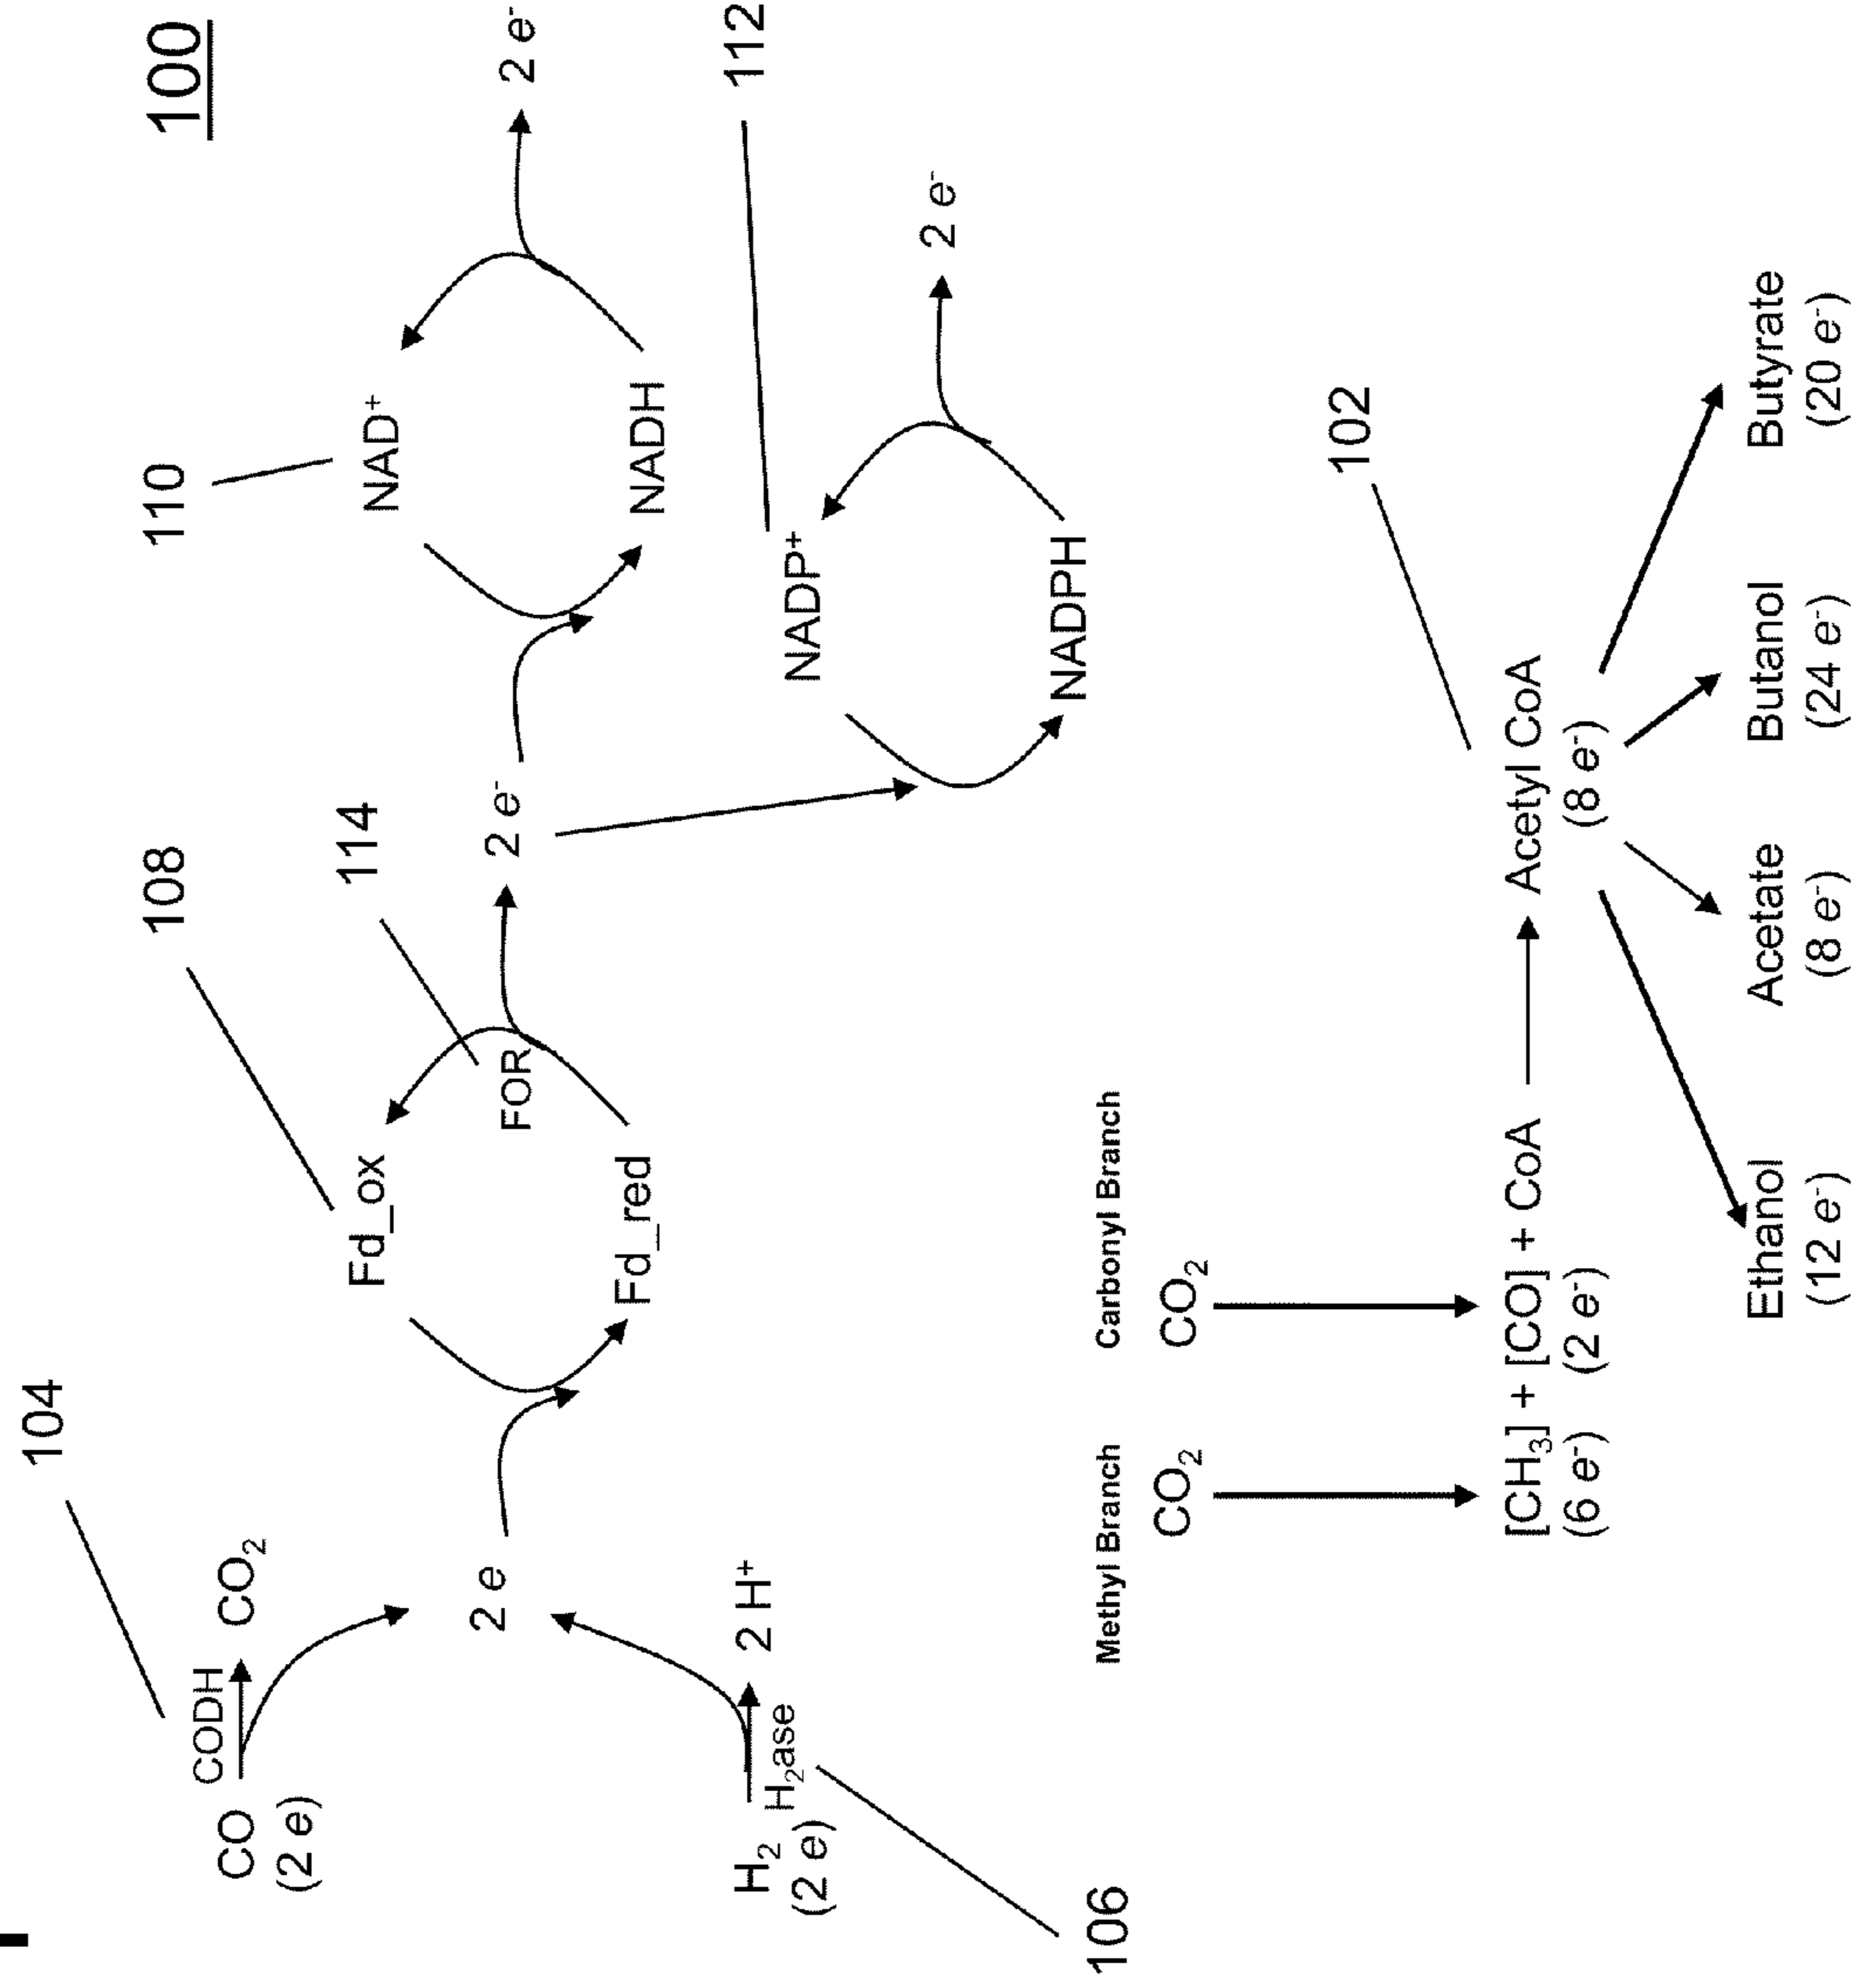 100
104
108
110
114
CODH
CO → CO2
(2 e)
2 e
H2 → 2 H+
(2 e) H2ase
106
Fd_ox
FOR
Fd_red
2 e-
NAD+
NADH
2 e-
112
NADP+
NADPH
2 e-
Methyl Branch Carbonyl Branch
CO2 CO2
102
[CH3] + [CO] + CoA → Acetyl CoA
(6 e-) (2 e-) (8 e-)
Ethanol Acetate Butanol Butyrate
(12 e-) (8 e-) (24 e-) (20 e-)